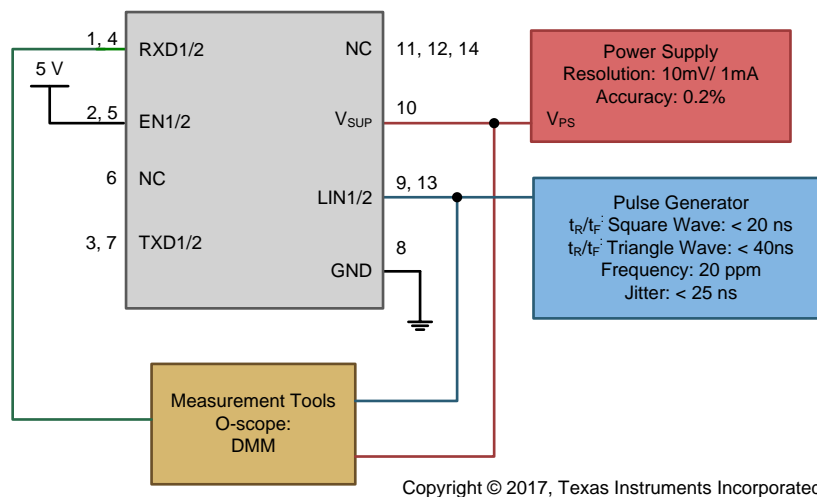 1, 4
RXD1/2
NC
11, 12, 14
5 V
2, 5
EN1/2
VSUP
10
6
NC
LIN1/2
9, 13
3, 7
TXD1/2
8
GND
Power Supply
Resolution: 10mV/ 1mA
Accuracy: 0.2%
VPS
Pulse Generator
tR/tF: Square Wave: < 20 ns
tR/tF: Triangle Wave: < 40ns
Frequency: 20 ppm
Jitter: < 25 ns
Measurement Tools
O-scope:
DMM
Copyright © 2017, Texas Instruments Incorporated